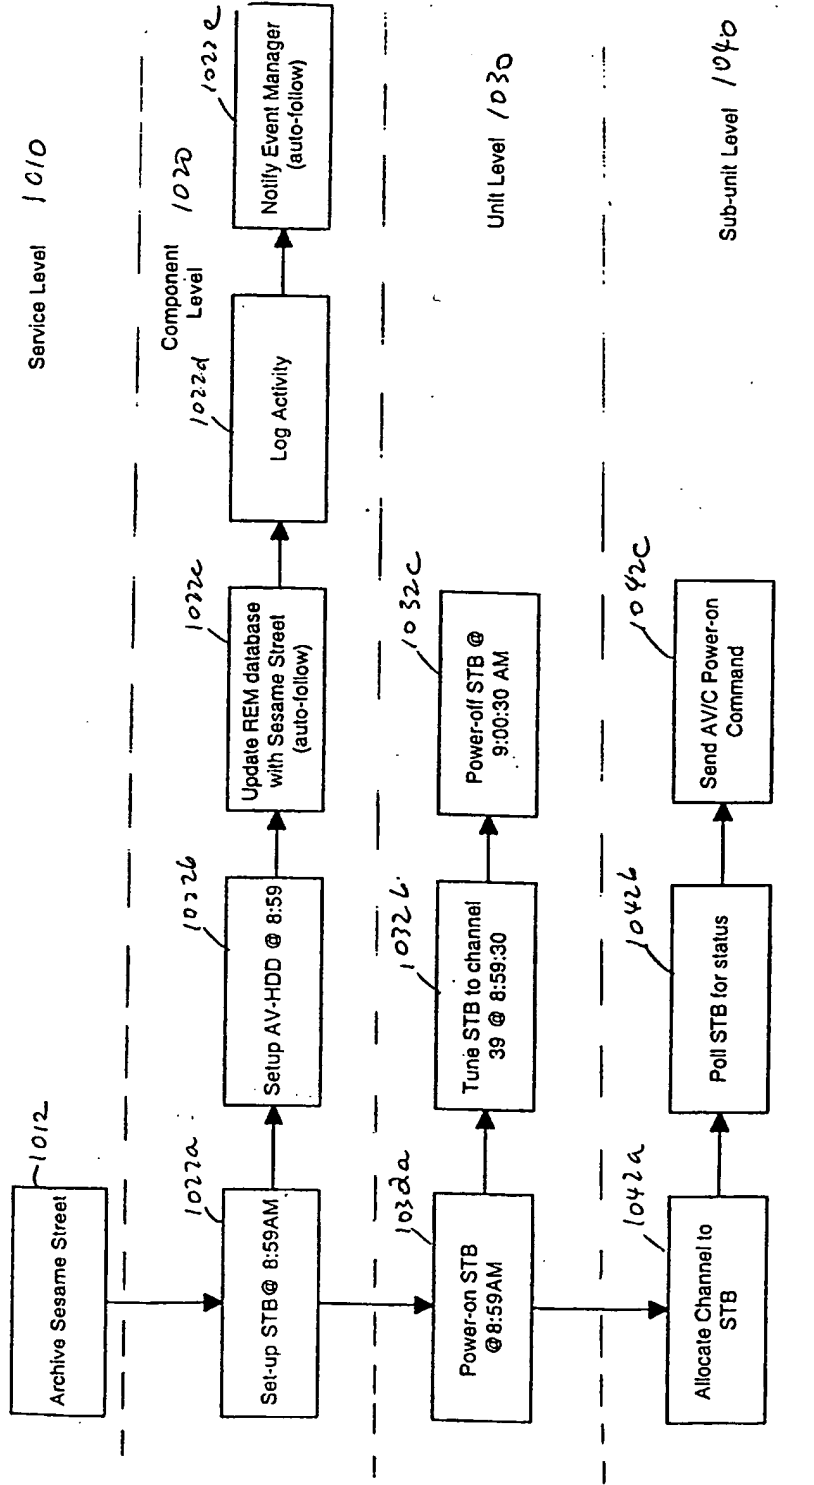 Service Level 1010
Archive Sesame Street
1012
Component
Level
1020
Set-up STB@ 8:59AM
1022a
Setup AV-HDD @ 8:59
1022b
Update REM database
with Sesame Street
(auto-follow)
1022c
Log Activity
1022d
Notify Event Manager
(auto-follow)
1022e
Unit Level 1030
Power-on STB
@8:59AM
1032a
Tune STB to channel
39 @ 8:59:30
1032b
Power-off STB @
9:00:30 AM
1032c
Sub-unit Level 1040
Allocate Channel to
STB
1042a
Poll STB for status
1042b
Send AV/C Power-on
Command
1042c